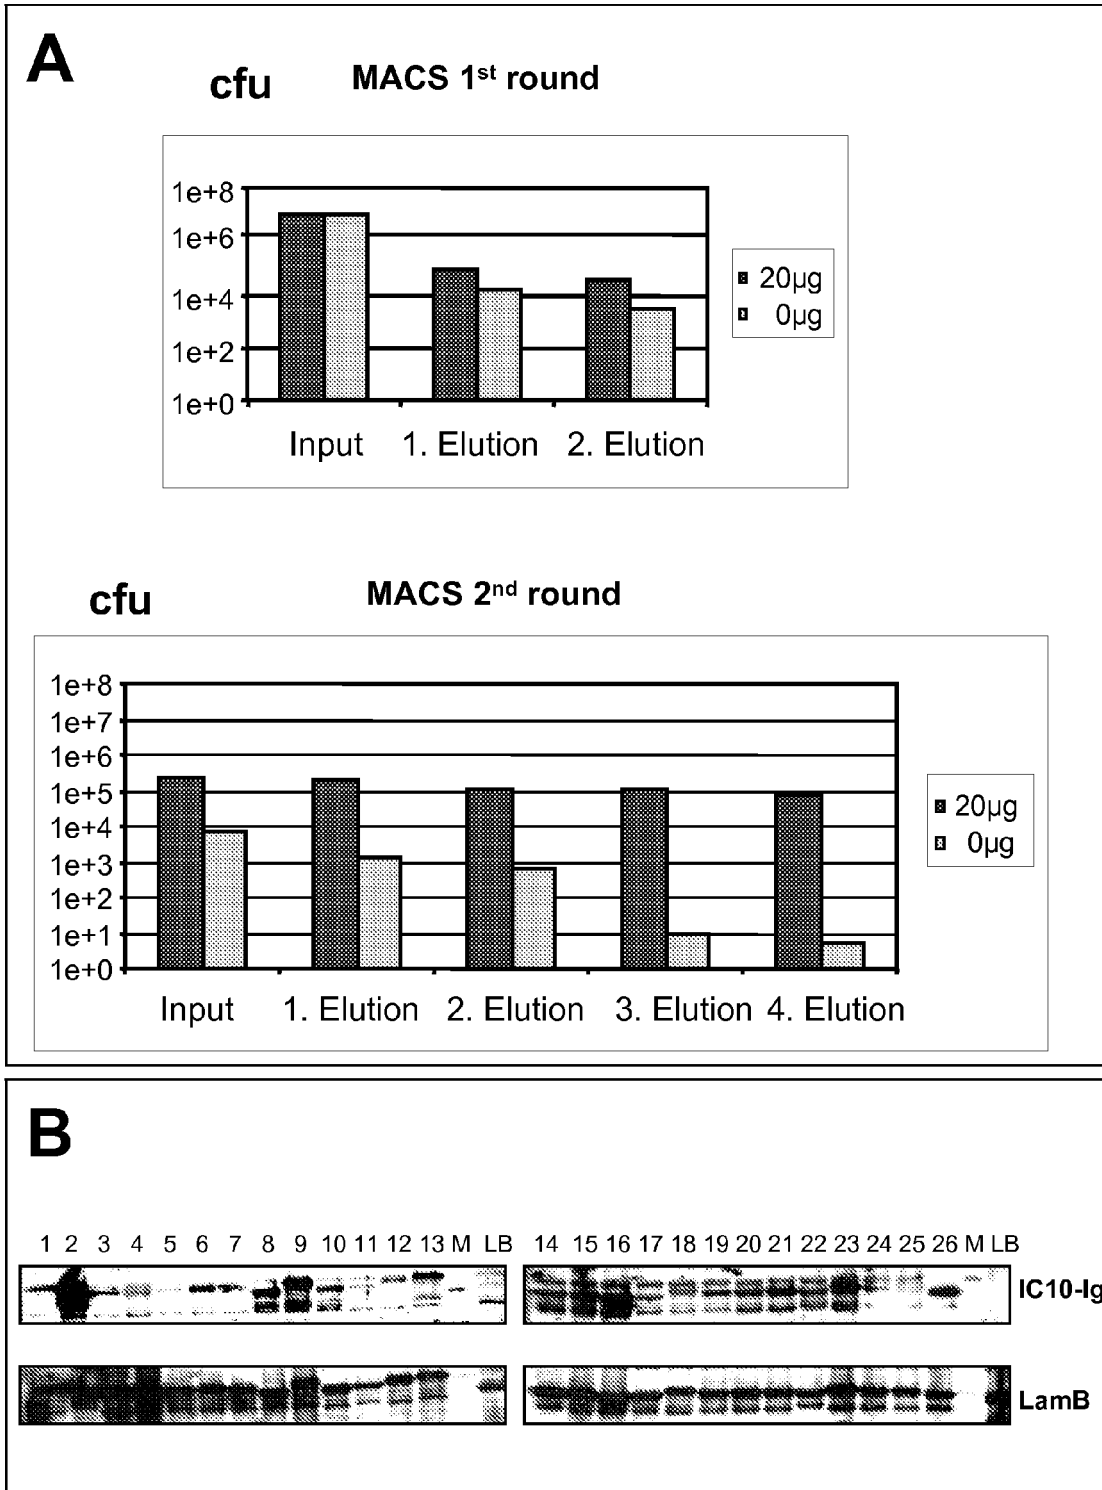 A
cfu
MACS 1st round
1e+8
1e+6
1e+4
1e+2
1e+0
Input 1. Elution 2. Elution
20µg
0µg
cfu
MACS 2nd round
1e+8
1e+7
1e+6
1e+5
1e+4
1e+3
1e+2
1e+1
1e+0
Input 1. Elution 2. Elution 3. Elution 4. Elution
20µg
0µg
B
1 2 3 4 5 6 7 8 9 10 11 12 13 M LB 14 15 16 17 18 19 20 21 22 23 24 25 26 M LB
IC10-Ig
LamB